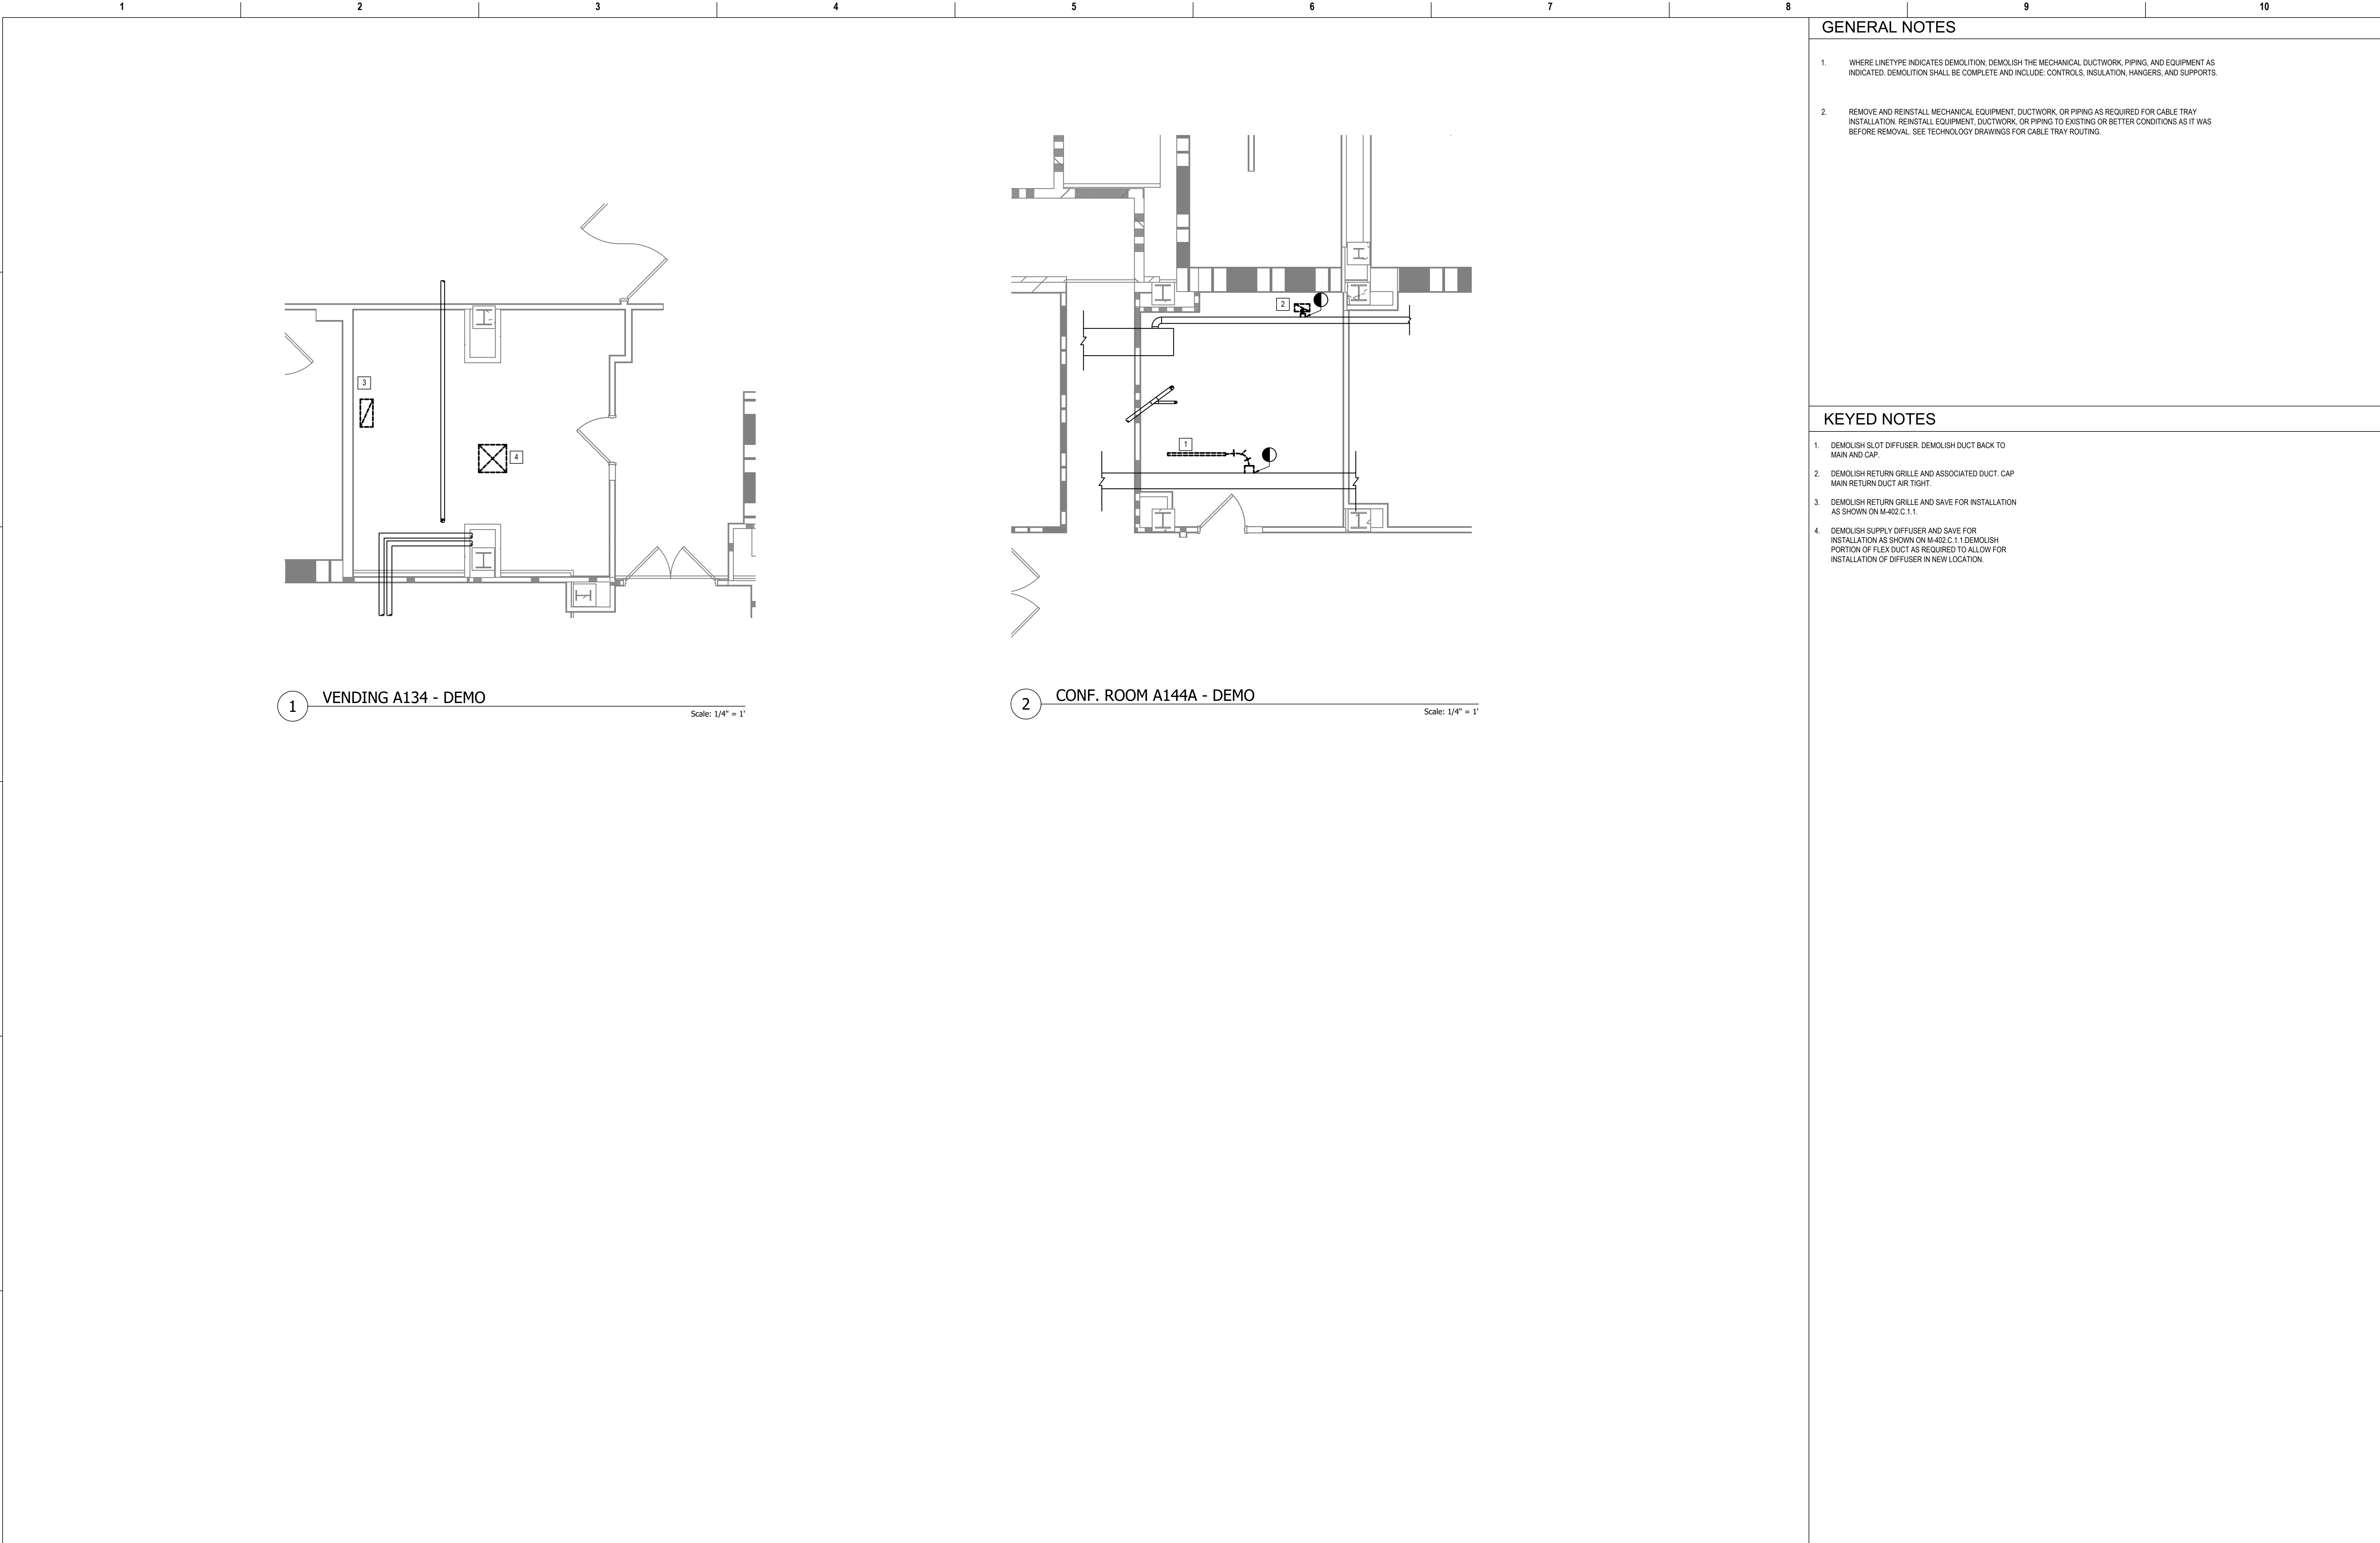 1 2 3 4 5 6 7 8 9 10
GENERAL NOTES
1. WHERE LINETYPE INDICATES DEMOLITION; DEMOLISH THE MECHANICAL DUCTWORK, PIPING, AND EQUIPMENT AS
INDICATED. DEMOLITION SHALL BE COMPLETE AND INCLUDE: CONTROLS, INSULATION, HANGERS, AND SUPPORTS.
2. REMOVE AND REINSTALL MECHANICAL EQUIPMENT, DUCTWORK, OR PIPING AS REQUIRED FOR CABLE TRAY
INSTALLATION. REINSTALL EQUIPMENT, DUCTWORK, OR PIPING TO EXISTING OR BETTER CONDITIONS AS IT WAS
BEFORE REMOVAL. SEE TECHNOLOGY DRAWINGS FOR CABLE TRAY ROUTING.
3
4
1 VENDING A134 - DEMO
Scale: 1/4" = 1'
2
1
2 CONF. ROOM A144A - DEMO
Scale: 1/4" = 1'
KEYED NOTES
1. DEMOLISH SLOT DIFFUSER. DEMOLISH DUCT BACK TO
MAIN AND CAP.
2. DEMOLISH RETURN GRILLE AND ASSOCIATED DUCT. CAP
MAIN RETURN DUCT AIR TIGHT.
3. DEMOLISH RETURN GRILLE AND SAVE FOR INSTALLATION
AS SHOWN ON M-402.C.1.1.
4. DEMOLISH SUPPLY DIFFUSER AND SAVE FOR
INSTALLATION AS SHOWN ON M-402.C.1.1.DEMOLISH
PORTION OF FLEX DUCT AS REQUIRED TO ALLOW FOR
INSTALLATION OF DIFFUSER IN NEW LOCATION.